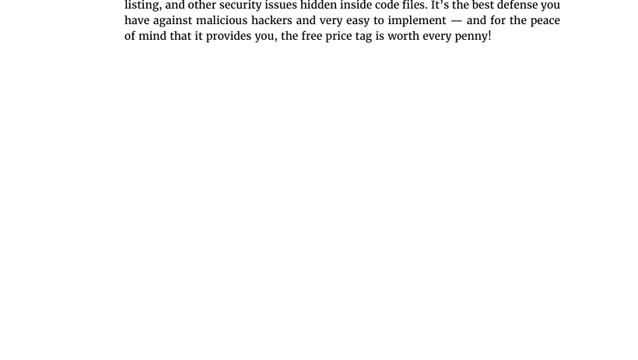 listing, and other security issues hidden inside code files. It’s the best defense you
have against malicious hackers and very easy to implement — and for the peace
of mind that it provides you, the free price tag is worth every penny!